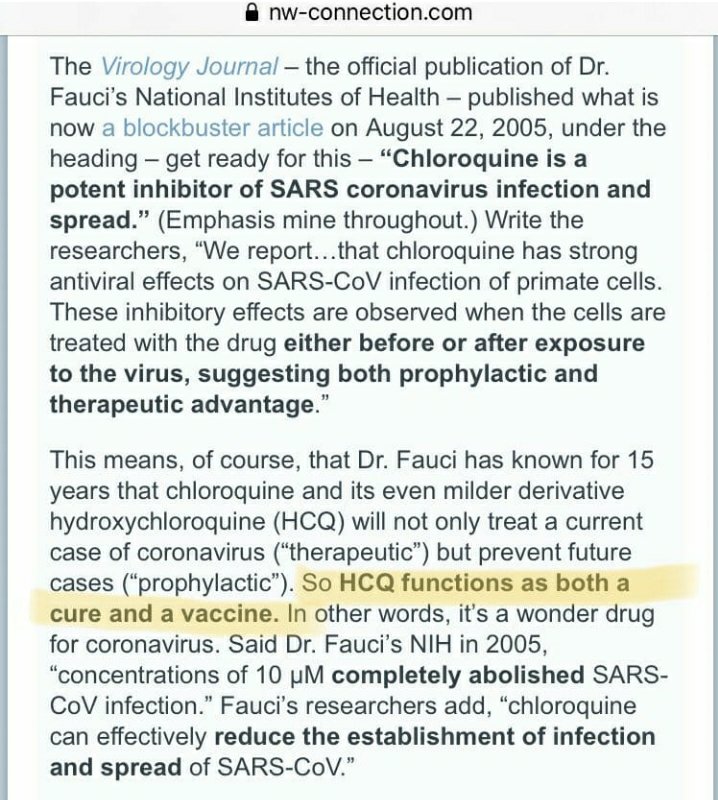 nw-connection.com
The Virology Journal – the official publication of Dr.
Fauci’s National Institutes of Health – published what is
now a blockbuster article on August 22, 2005, under the
heading – get ready for this – “Chloroquine is a
potent inhibitor of SARS coronavirus infection and
spread.” (Emphasis mine throughout.) Write the
researchers, “We report…that chloroquine has strong
antiviral effects on SARS-CoV infection of primate cells.
These inhibitory effects are observed when the cells are
treated with the drug either before or after exposure
to the virus, suggesting both prophylactic and
therapeutic advantage.”
This means, of course, that Dr. Fauci has known for 15
years that chloroquine and its even milder derivative
hydroxychloroquine (HCQ) will not only treat a current
case of coronavirus (“therapeutic”) but prevent future
cases (“prophylactic”). So HCQ functions as both a
cure and a vaccine. In other words, it’s a wonder drug
for coronavirus. Said Dr. Fauci’s NIH in 2005,
“concentrations of 10 μM completely abolished SARS-
CoV infection.” Fauci’s researchers add, “chloroquine
can effectively reduce the establishment of infection
and spread of SARS-CoV.”